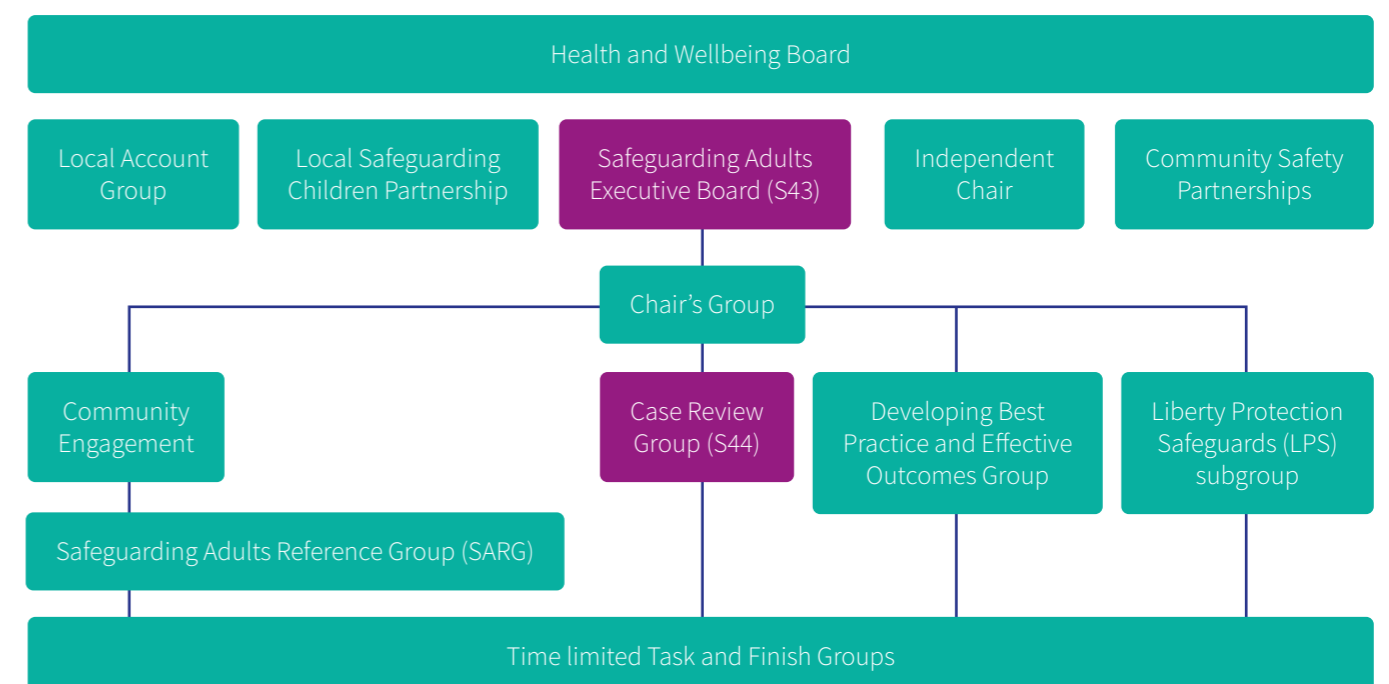 Health and Wellbeing Board
Local Account
Group
Local Safeguarding
Children Partnership
Safeguarding Adults
Executive Board (S43)
Independent
Chair
Community Safety
Partnerships
Chair’s Group
Community
Engagement
Case Review
Group (S44)
Developing Best
Practice and Effective
Outcomes Group
Liberty Protection
Safeguards (LPS)
subgroup
Safeguarding Adults Reference Group (SARG)
Time limited Task and Finish Groups